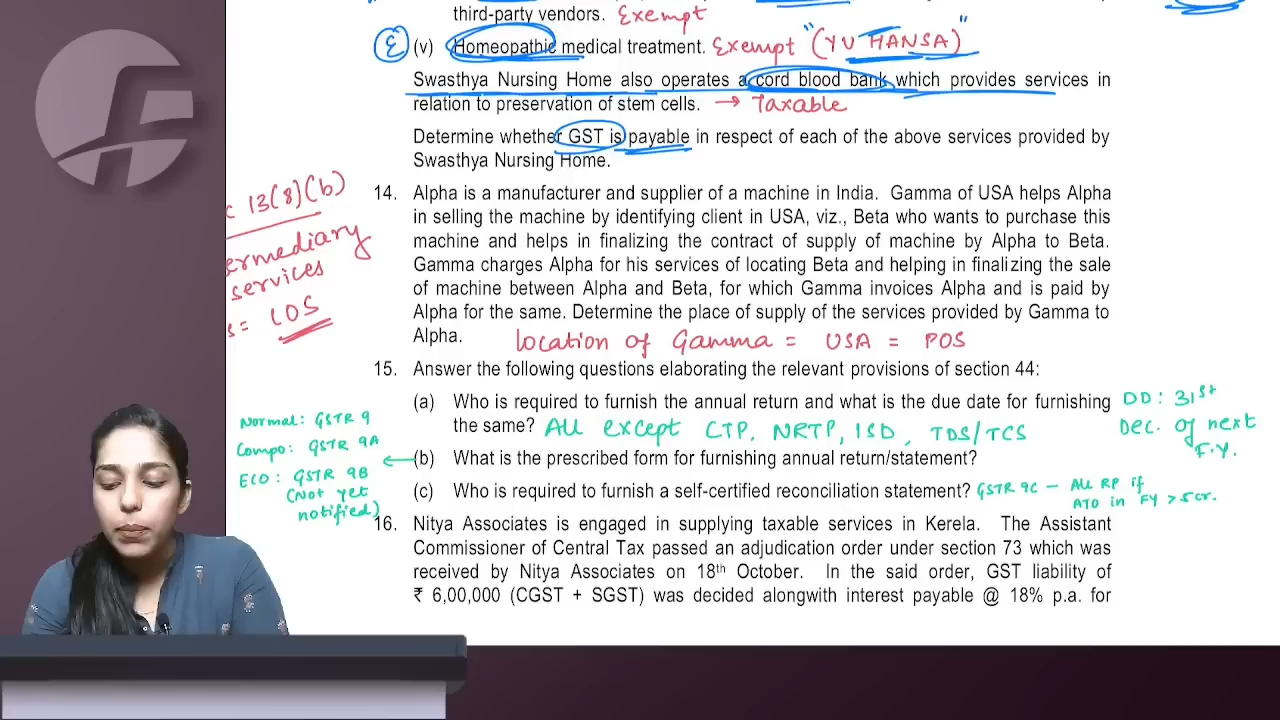 third-party vendors. Exempt
E (v) Homeopathic medical treatment. Exempt "(YU HANSA)"
Swasthya Nursing Home also operates a cord blood bank which provides services in
relation to preservation of stem cells. → Taxable
Determine whether GST is payable in respect of each of the above services provided by
Swasthya Nursing Home.
13(8)(b)
ermediary
services
= LOS
14. Alpha is a manufacturer and supplier of a machine in India. Gamma of USA helps Alpha
in selling the machine by identifying client in USA, viz., Beta who wants to purchase this
machine and helps in finalizing the contract of supply of machine by Alpha to Beta.
Gamma charges Alpha for his services of locating Beta and helping in finalizing the sale
of machine between Alpha and Beta, for which Gamma invoices Alpha and is paid by
Alpha for the same. Determine the place of supply of the services provided by Gamma to
Alpha. location of Gamma = USA = POS
15. Answer the following questions elaborating the relevant provisions of section 44:
(a) Who is required to furnish the annual return and what is the due date for furnishing
the same? All except CTP, NRTP, ISD, TDS/TCS
DD: 31st
Dec. of next
F.Y.
Normal: GSTR 9
Compo: GSTR 9A
ECO: GSTR 9B
(Not yet
notified)
← (b) What is the prescribed form for furnishing annual return/statement?
(c) Who is required to furnish a self-certified reconciliation statement? GSTR 9C – All RP if
ATO in FY > 5cr.
16. Nitya Associates is engaged in supplying taxable services in Kerela. The Assistant
Commissioner of Central Tax passed an adjudication order under section 73 which was
received by Nitya Associates on 18th October. In the said order, GST liability of
₹ 6,00,000 (CGST + SGST) was decided alongwith interest payable @ 18% p.a. for